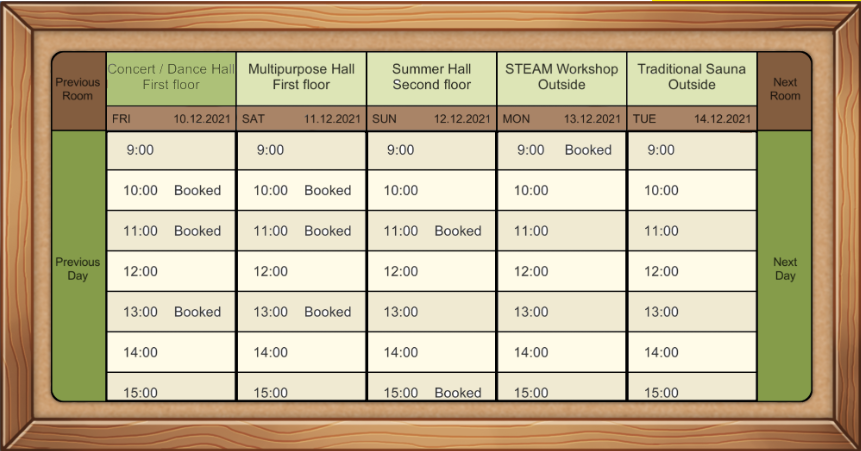 Previous Room
Concert / Dance Hall First floor
Multipurpose Hall First floor
Summer Hall Second floor
STEAM Workshop Outside
Traditional Sauna Outside
Next Room
FRI 10.12.2021 SAT 11.12.2021 SUN 12.12.2021 MON 13.12.2021 TUE 14.12.2021
9:00 9:00 9:00 9:00 Booked 9:00
10:00 Booked 10:00 Booked 10:00 10:00 10:00
11:00 Booked 11:00 Booked 11:00 Booked 11:00 11:00
Previous Day
12:00 12:00 12:00 12:00 12:00
Next Day
13:00 Booked 13:00 Booked 13:00 13:00 13:00
14:00 14:00 14:00 14:00 14:00
15:00 15:00 15:00 Booked 15:00 15:00